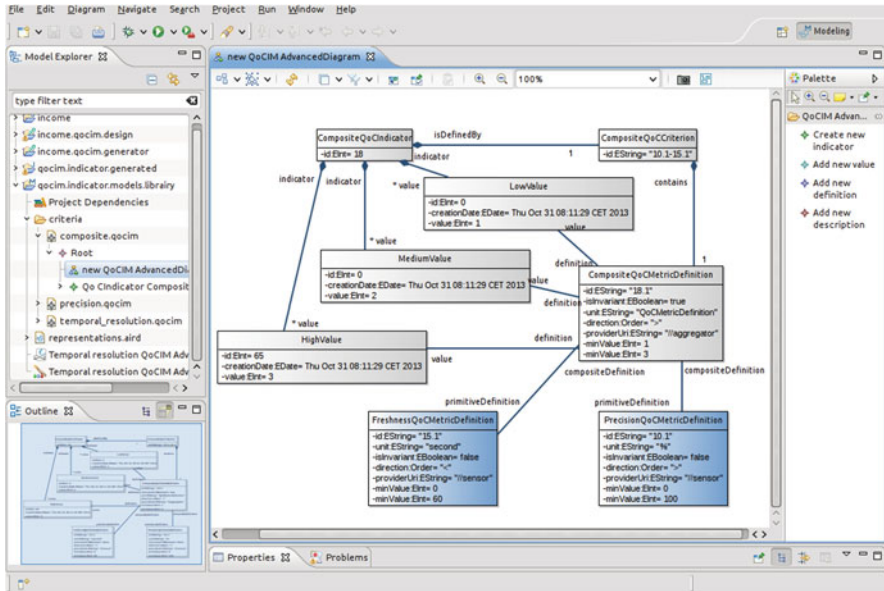 File Edit Diagram Navigate Search Project Run Window Help
Modeling
Model Explorer
new QoCIM AdvancedDiagram
100%
Palette
type filter text
QoCIM Advan...
income
income.qocim.design
income.qocim.generator
qocim.indicator.generated
qocim.indicator.models.librairy
Project Dependencies
criteria
composite.qocim
Root
new QoCIM AdvancedDi
Qo CIndicator Composit
precision.qocim
temporal_resolution.qocim
representations.aird
Temporal resolution QoCIM Adv
Temporal resolution QoCIM Adv
Create new indicator
Add new value
Add new definition
Add new description
CompositeQoCIndicator
-id:EInt= 18
isDefinedBy
indicator
1
CompositeQoCCriterion
-id:EString= "10.1-15.1"
indicator
indicator
contains
* value
LowValue
-id:EInt= 0
-creationDate:EDate= Thu Oct 31 08:11:29 CET 2013
-value:EInt= 1
value
* value
MediumValue
-id:EInt= 0
-creationDate:EDate= Thu Oct 31 08:11:29 CET 2013
-value:EInt= 2
definition
value
definition
1
CompositeQoCMetricDefinition
-id:EString= "18.1"
-isInvariant:EBoolean= true
-unit:EString= "QoCMetricDefinition"
-direction:Order= ">"
-providerUri:EString= "//aggregator"
-minValue:EInt= 1
-minValue:EInt= 3
* value
HighValue
-id:EInt= 65
-creationDate:EDate= Thu Oct 31 08:11:29 CET 2013
-value:EInt= 3
definition
value
compositeDefinition
compositeDefinition
primitiveDefinition
primitiveDefinition
FreshnessQoCMetricDefinition
-id:EString= "15.1"
-unit:EString= "second"
-isInvariant:EBoolean= false
-direction:Order= "<"
-providerUri:EString= "//sensor"
-minValue:EInt= 0
-minValue:EInt= 60
PrecisionQoCMetricDefinition
-id:EString= "10.1"
-unit:EString= "%"
-isInvariant:EBoolean= false
-direction:Order= ">"
-providerUri:EString= "//sensor"
-minValue:EInt= 0
-minValue:EInt= 100
Outline
Properties
Problems